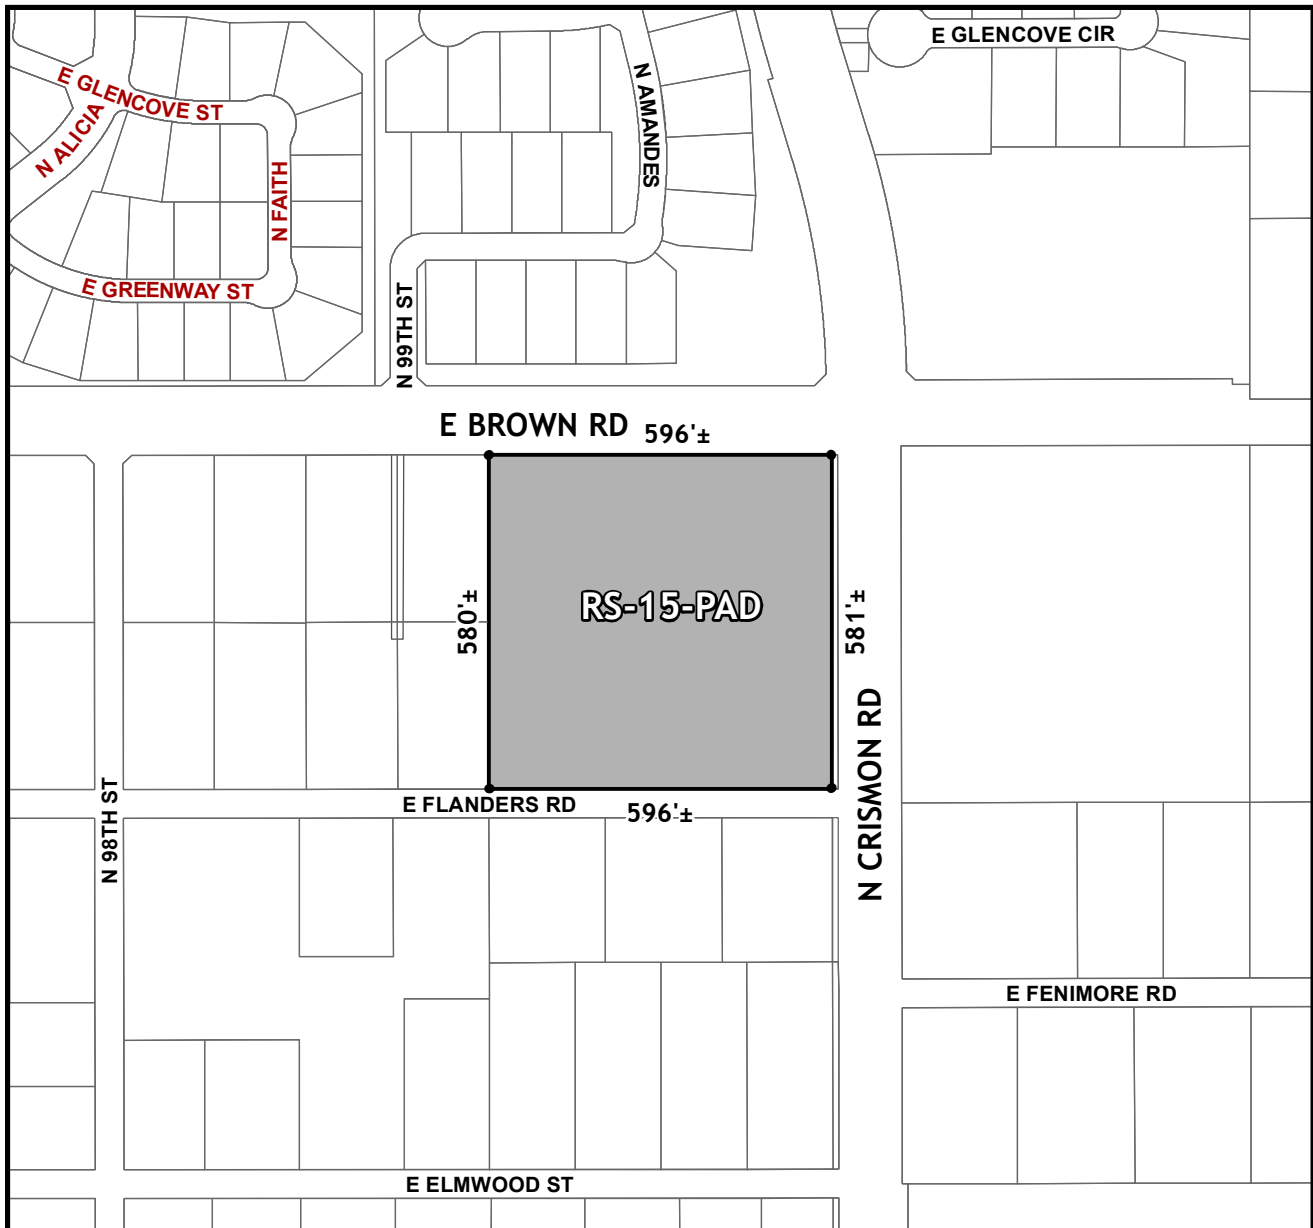 E GLENCOVE CIR
E GLENCOVE ST
N ALICIA
N AMANDES
N FAITH
E GREENWAY ST
N 99TH ST
E BROWN RD
596'±
RS-15-PAD
580'±
581'±
N CRISMON RD
E FLANDERS RD
596'±
N 98TH ST
E FENIMORE RD
E ELMWOOD ST